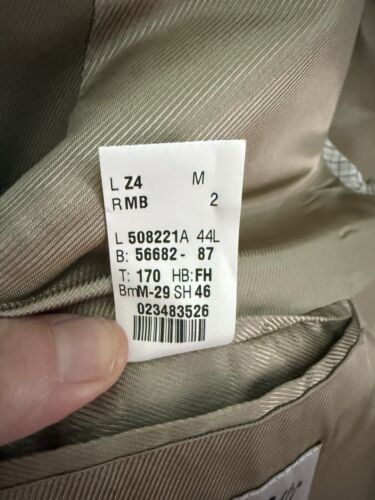 L Z4 M
R MB 2
L 508221A 44L
B: 56682- 87
T: 170 HB: FH
BmM-29 SH 46
023483526